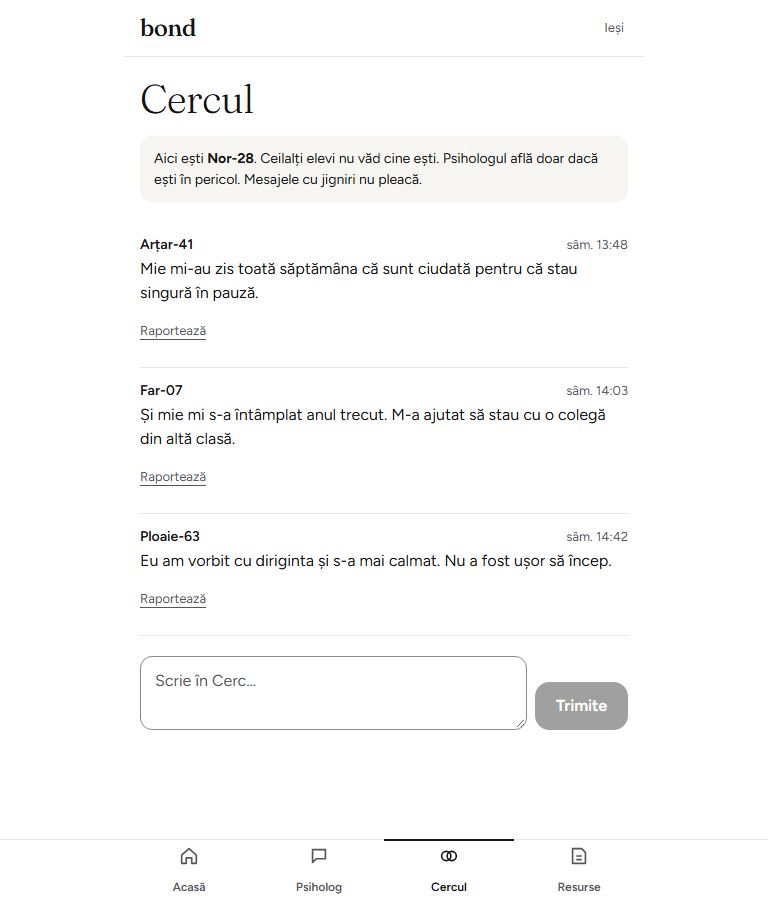 bond
Ieși
Cercul
Aici ești Nor-28. Ceilalți elevi nu văd cine ești. Psihologul află doar dacă
ești în pericol. Mesajele cu jigniri nu pleacă.
Arțar-41
sâm. 13:48
Mie mi-au zis toată săptămâna că sunt ciudată pentru că stau
singură în pauză.
Raportează
Far-07
sâm. 14:03
Și mie mi s-a întâmplat anul trecut. M-a ajutat să stau cu o colegă
din altă clasă.
Raportează
Ploaie-63
sâm. 14:42
Eu am vorbit cu diriginta și s-a mai calmat. Nu a fost ușor să încep.
Raportează
Scrie în Cerc...
Trimite
Acasă
Psiholog
Cercul
Resurse